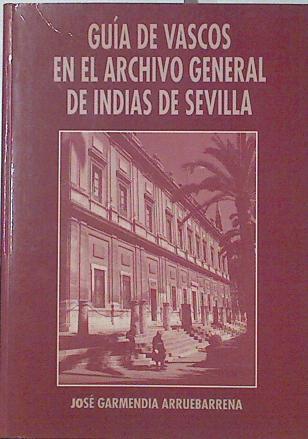 GUÍA DE VASCOS
EN EL ARCHIVO GENERAL
DE INDIAS DE SEVILLA
JOSÉ GARMENDIA ARRUEBARRENA